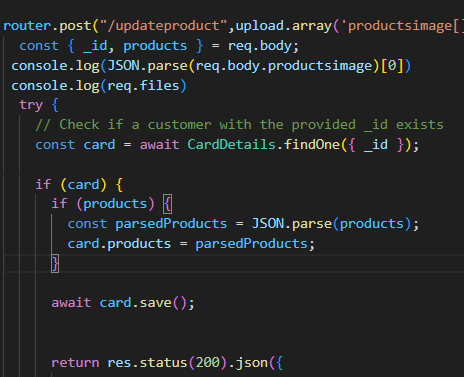 router.post("/updateproduct",upload.array('productsimage[]
const { _id, products } = req.body;
console.log(JSON.parse(req.body.productsimage)[0])
console.log(req.files)
try {
// Check if a customer with the provided _id exists
const card = await CardDetails.findOne({ _id });
if (card) {
if (products) {
const parsedProducts = JSON.parse(products);
card.products = parsedProducts;
}
await card.save();
return res.status(200).json({